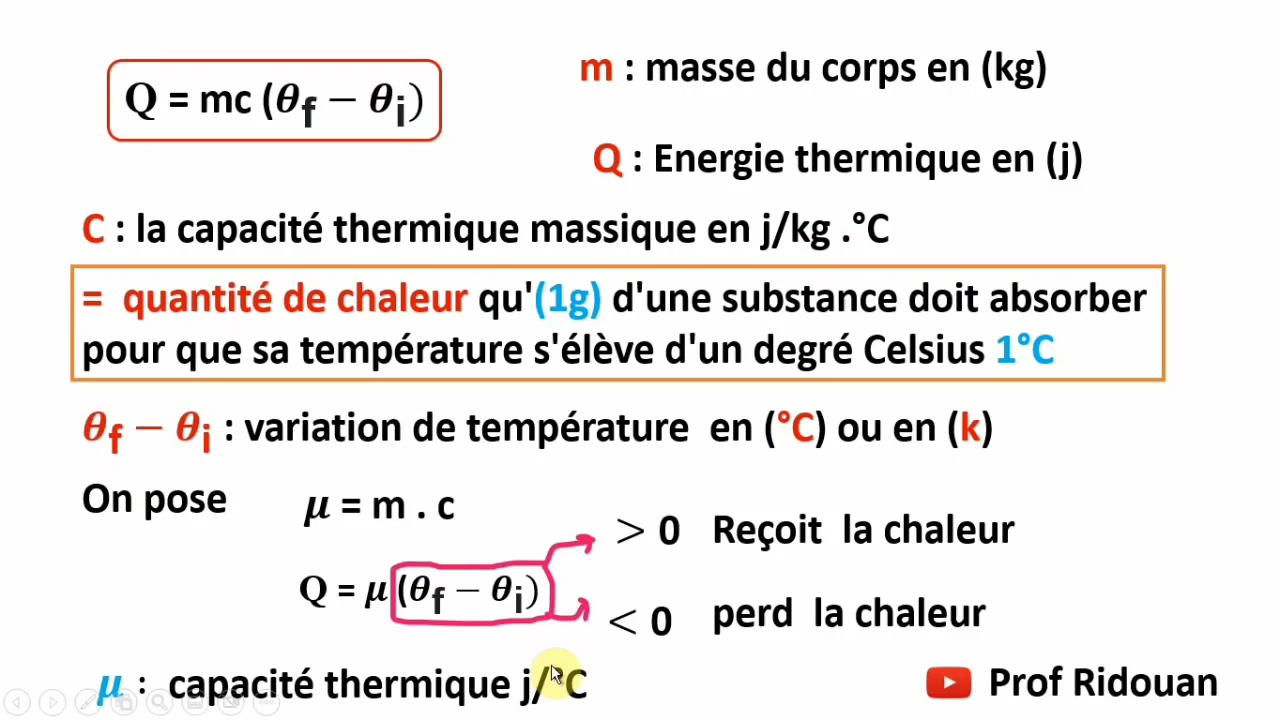 Q = mc (θf − θi)
m : masse du corps en (kg)
Q : Energie thermique en (j)
C : la capacité thermique massique en j/kg .°C
= quantité de chaleur qu'(1g) d'une substance doit absorber
pour que sa température s'élève d'un degré Celsius 1°C
θf − θi : variation de température en (°C) ou en (k)
On pose
μ = m . c
> 0 Reçoit la chaleur
Q = μ (θf − θi)
< 0 perd la chaleur
μ : capacité thermique j/°C
Prof Ridouan